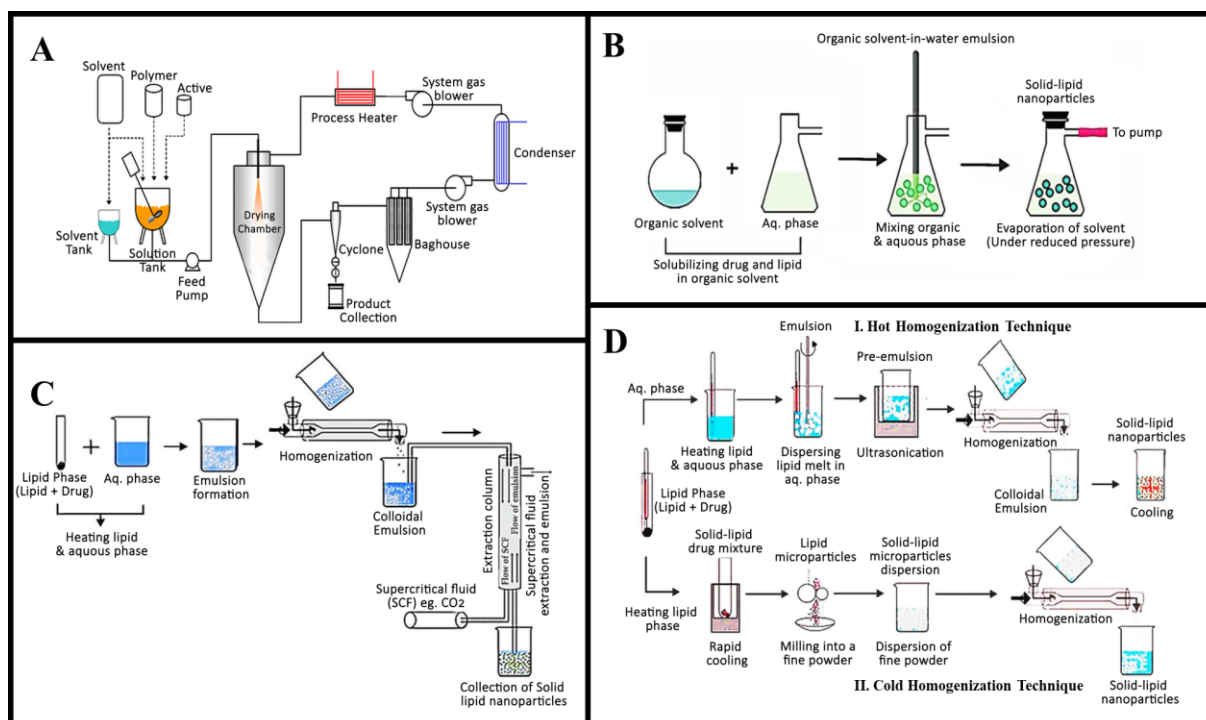 A
Solvent
Polymer
Active
Solvent
Tank
Solution
Tank
Feed
Pump
Drying
Chamber
Process Heater
System gas
blower
Condenser
System gas
blower
Cyclone
Baghouse
Product
Collection
B
Organic solvent-in-water emulsion
Solid-lipid
nanoparticles
To pump
Organic solvent
Aq. phase
Mixing organic
& aquous phase
Evaporation of solvent
(Under reduced pressure)
Solubilizing drug and lipid
in organic solvent
C
Lipid Phase
(Lipid + Drug)
Aq. phase
Emulsion
formation
Homogenization
Heating lipid
& aquous phase
Colloidal
Emulsion
Extraction column
Flow of SCF
Flow of emulsion
Supercritical fluid
extraction and emulsion
Supercritical fluid
(SCF) eg. CO2
Collection of Solid
lipid nanoparticles
D
I. Hot Homogenization Technique
Emulsion
Pre-emulsion
Aq. phase
Heating lipid
& aquous phase
Dispersing
lipid melt in
aq. phase
Ultrasonication
Homogenization
Solid-lipid
nanoparticles
Colloidal
Emulsion
Cooling
Lipid Phase
(Lipid + Drug)
Heating lipid
phase
Solid-lipid
drug mixture
Lipid
microparticles
Solid-lipid
microparticles
dispersion
Rapid
cooling
Milling into a
fine powder
Dispersion of
fine powder
Homogenization
Solid-lipid
nanoparticles
II. Cold Homogenization Technique